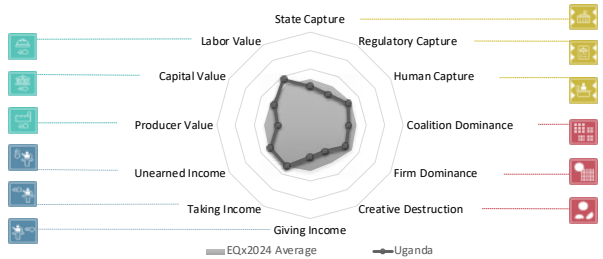 State Capture
Labor Value
Regulatory Capture
Capital Value
Human Capture
Producer Value
Coalition Dominance
Unearned Income
Firm Dominance
Taking Income
Creative Destruction
Giving Income
EQx2024 Average
Uganda